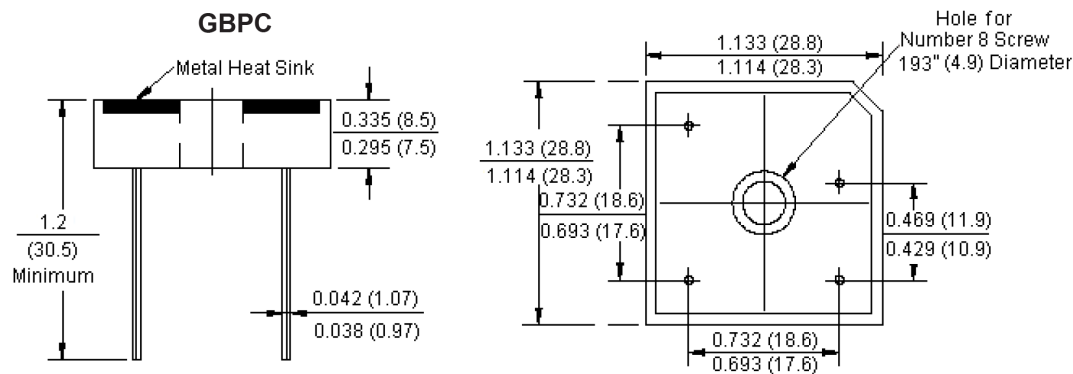 GBPC
Metal Heat Sink
0.335 (8.5)
0.295 (7.5)
1.2
(30.5)
Minimum
0.042 (1.07)
0.038 (0.97)
Hole for
Number 8 Screw
193" (4.9) Diameter
1.133 (28.8)
1.114 (28.3)
1.133 (28.8)
1.114 (28.3)
0.732 (18.6)
0.693 (17.6)
0.469 (11.9)
0.429 (10.9)
0.732 (18.6)
0.693 (17.6)